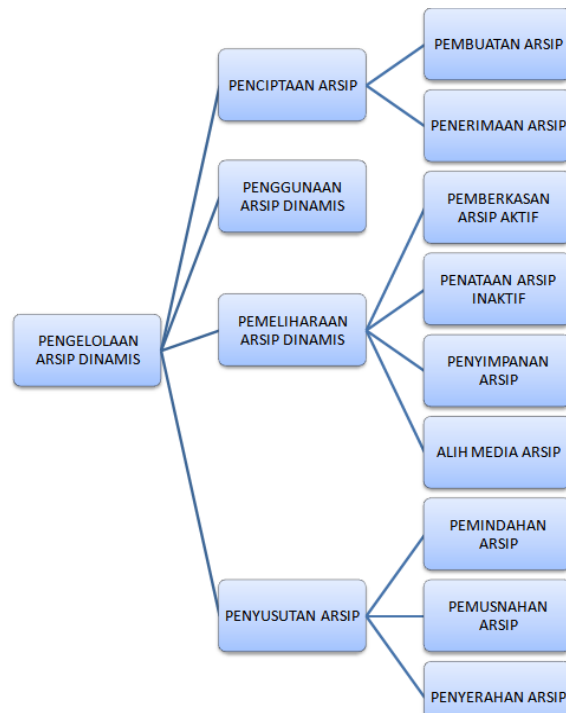 PENGELOLAAN
ARSIP DINAMIS
PENCIPTAAN ARSIP
PEMBUATAN ARSIP
PENERIMAAN ARSIP
PENGGUNAAN
ARSIP DINAMIS
PEMELIHARAAN
ARSIP DINAMIS
PEMBERKASAN
ARSIP AKTIF
PENATAAN ARSIP
INAKTIF
PENYIMPANAN
ARSIP
ALIH MEDIA ARSIP
PENYUSUTAN ARSIP
PEMINDAHAN
ARSIP
PEMUSNAHAN
ARSIP
PENYERAHAN ARSIP